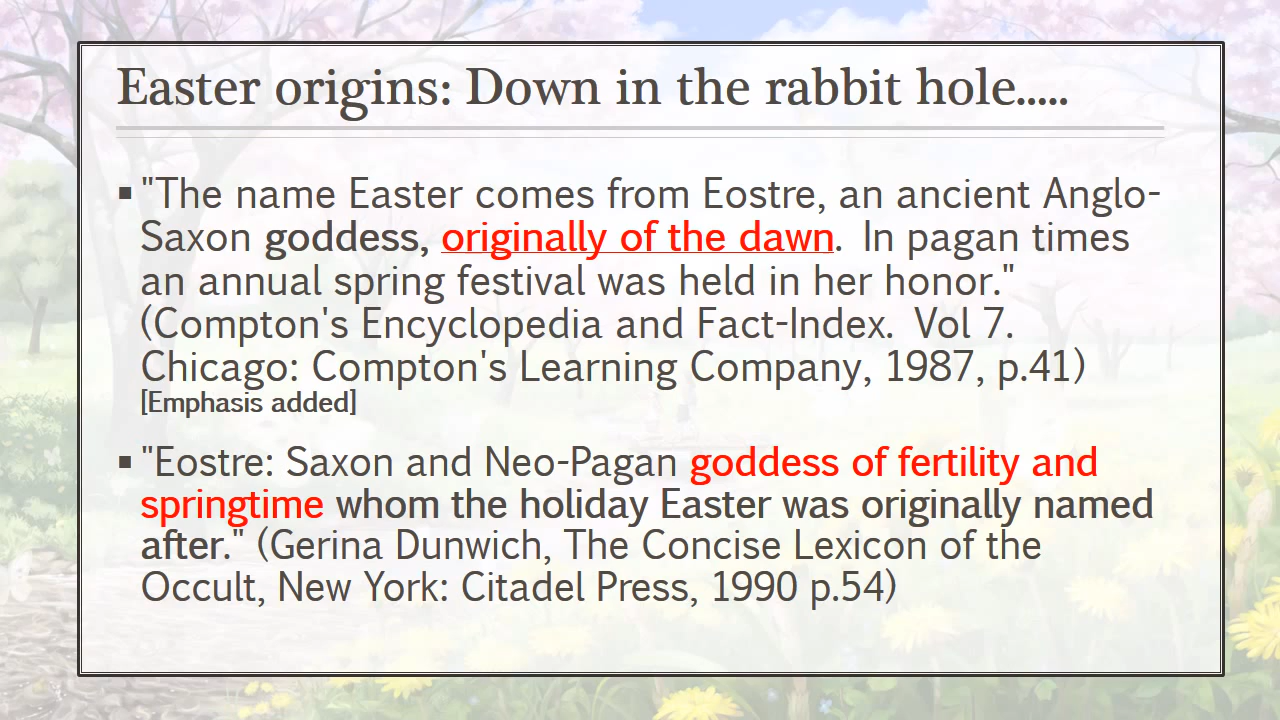 Easter origins: Down in the rabbit hole.....
▪"The name Easter comes from Eostre, an ancient Anglo-
Saxon goddess, originally of the dawn.  In pagan times
an annual spring festival was held in her honor."
(Compton's Encyclopedia and Fact-Index.  Vol 7.
Chicago: Compton's Learning Company, 1987, p.41)
[Emphasis added]
▪"Eostre: Saxon and Neo-Pagan goddess of fertility and
springtime whom the holiday Easter was originally named
after." (Gerina Dunwich, The Concise Lexicon of the
Occult, New York: Citadel Press, 1990 p.54)